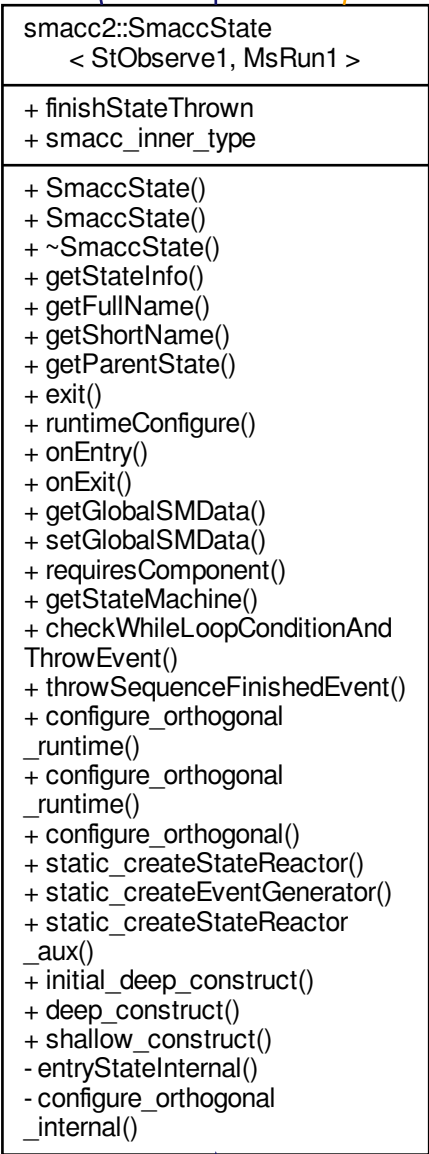 smacc2::SmaccState
< StObserve1, MsRun1 >
+ finishStateThrown
+ smacc_inner_type
+ SmaccState()
+ SmaccState()
+ ~SmaccState()
+ getStateInfo()
+ getFullName()
+ getShortName()
+ getParentState()
+ exit()
+ runtimeConfigure()
+ onEntry()
+ onExit()
+ getGlobalSMData()
+ setGlobalSMData()
+ requiresComponent()
+ getStateMachine()
+ checkWhileLoopConditionAnd
ThrowEvent()
+ throwSequenceFinishedEvent()
+ configure_orthogonal
_runtime()
+ configure_orthogonal
_runtime()
+ configure_orthogonal()
+ static_createStateReactor()
+ static_createEventGenerator()
+ static_createStateReactor
_aux()
+ initial_deep_construct()
+ deep_construct()
+ shallow_construct()
- entryStateInternal()
- configure_orthogonal
_internal()